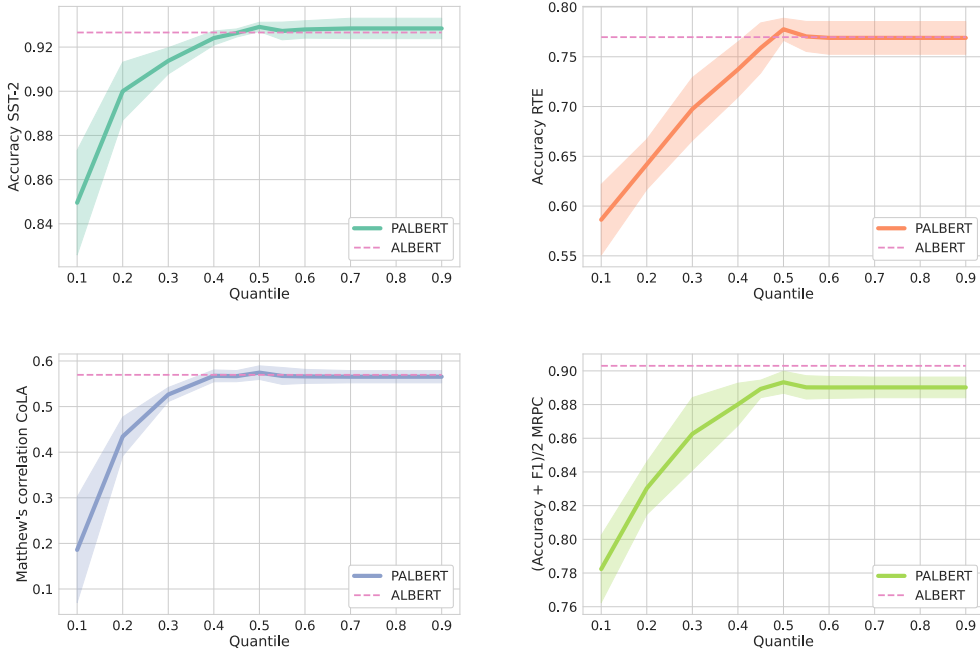 Accuracy SST-2
0.92
0.90
0.88
0.86
0.84
PALBERT
ALBERT
0.1 0.2 0.3 0.4 0.5 0.6 0.7 0.8 0.9
Quantile
Accuracy RTE
0.80
0.75
0.70
0.65
0.60
0.55
PALBERT
ALBERT
0.1 0.2 0.3 0.4 0.5 0.6 0.7 0.8 0.9
Quantile
Matthew's correlation CoLA
0.6
0.5
0.4
0.3
0.2
0.1
PALBERT
ALBERT
0.1 0.2 0.3 0.4 0.5 0.6 0.7 0.8 0.9
Quantile
(Accuracy + F1)/2 MRPC
0.90
0.88
0.86
0.84
0.82
0.80
0.78
0.76
PALBERT
ALBERT
0.1 0.2 0.3 0.4 0.5 0.6 0.7 0.8 0.9
Quantile